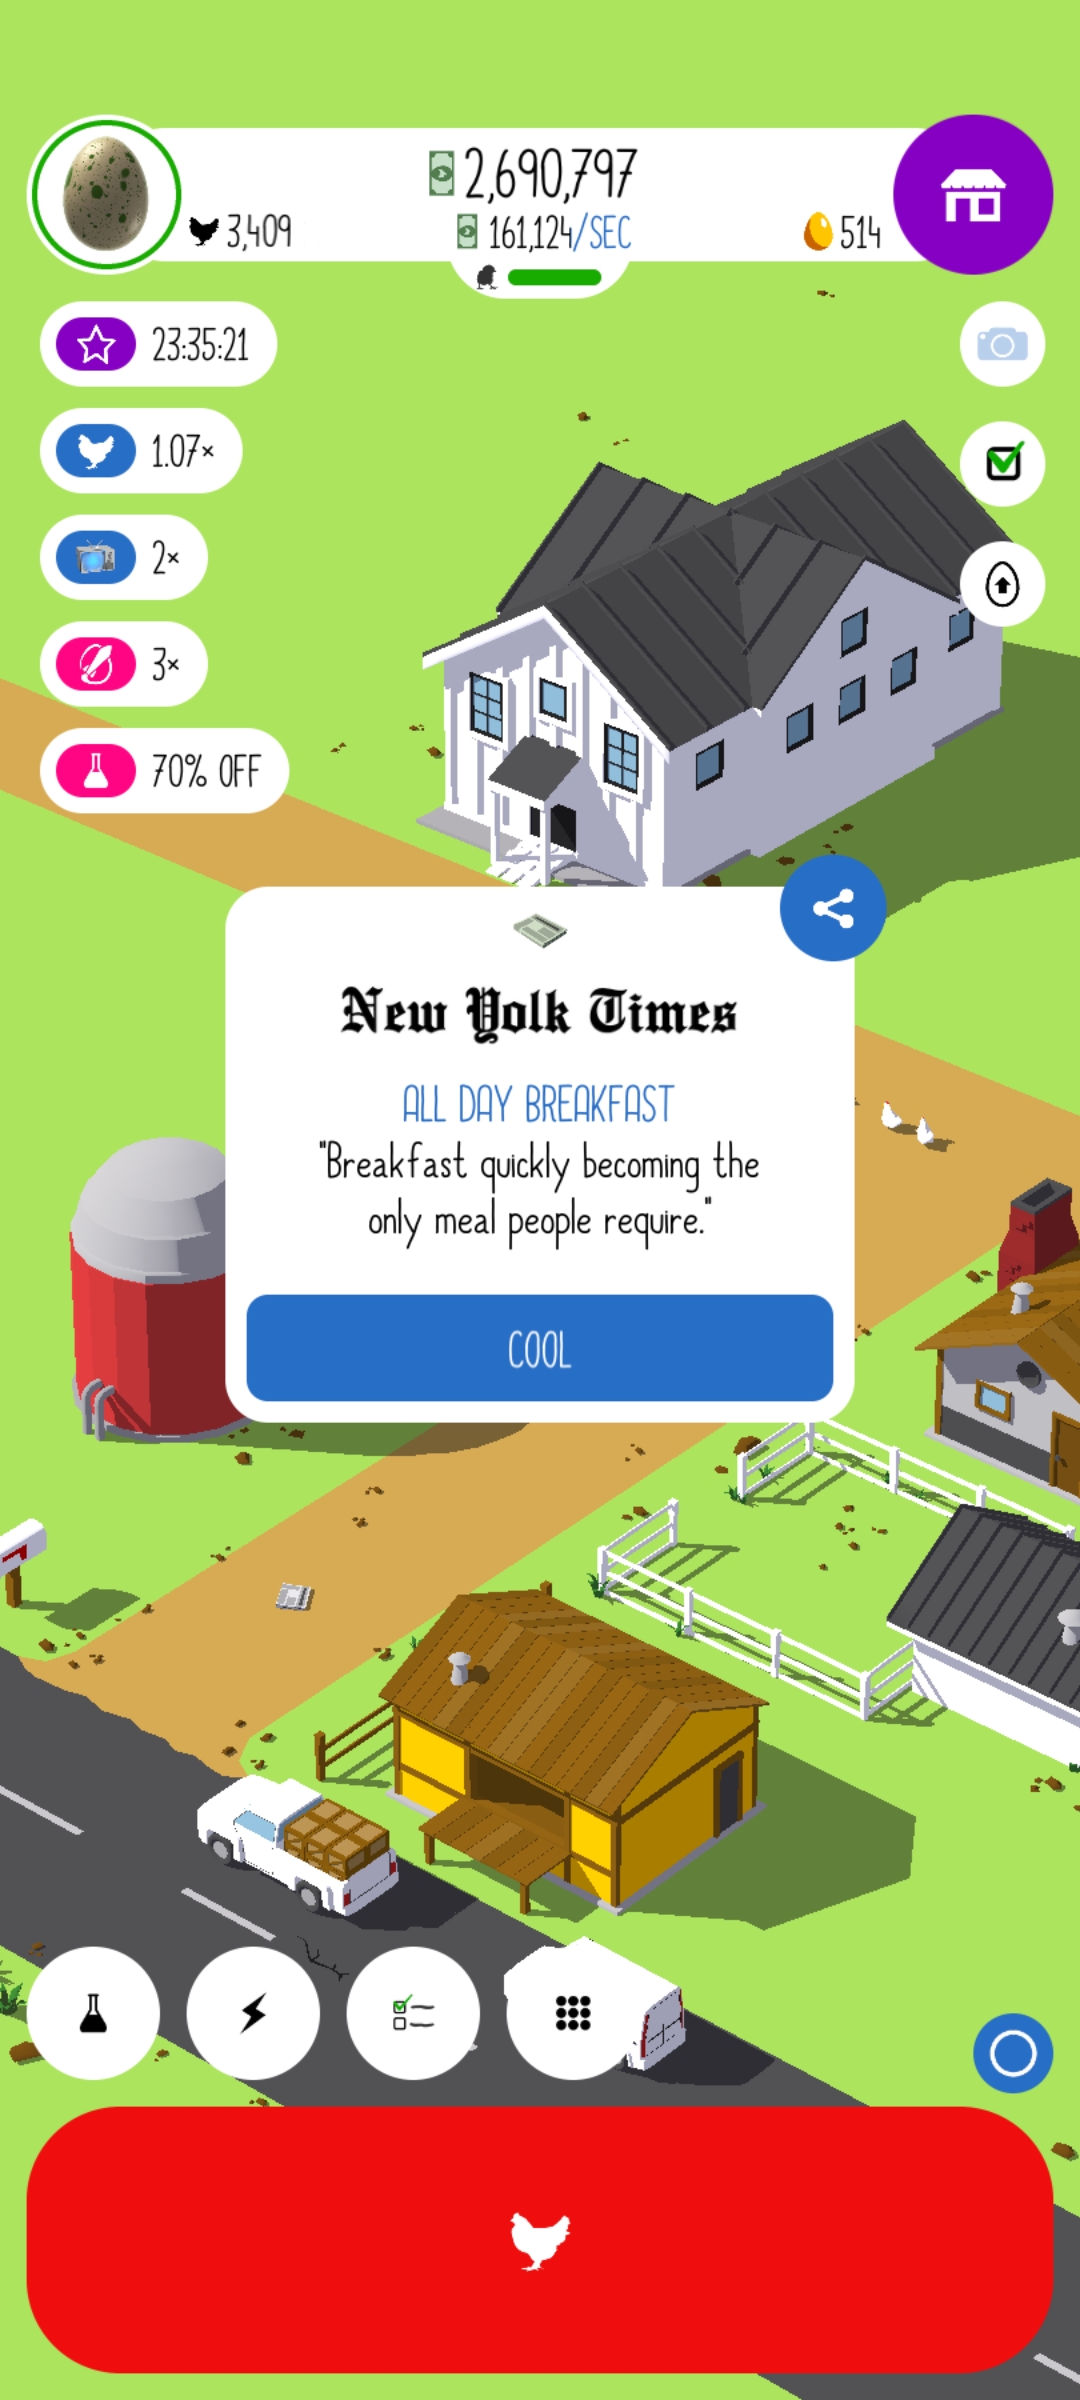 2,690,797
3,409
161,124/SEC
514
23:35:21
1.07×
2×
3×
70% OFF
New Yolk Times
ALL DAY BREAKFAST
"Breakfast quickly becoming the
only meal people require."
COOL